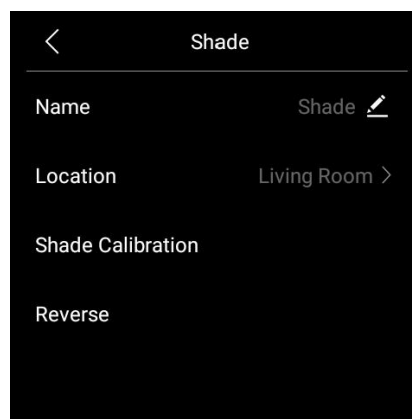 Shade
Name Shade
Location Living Room
Shade Calibration
Reverse